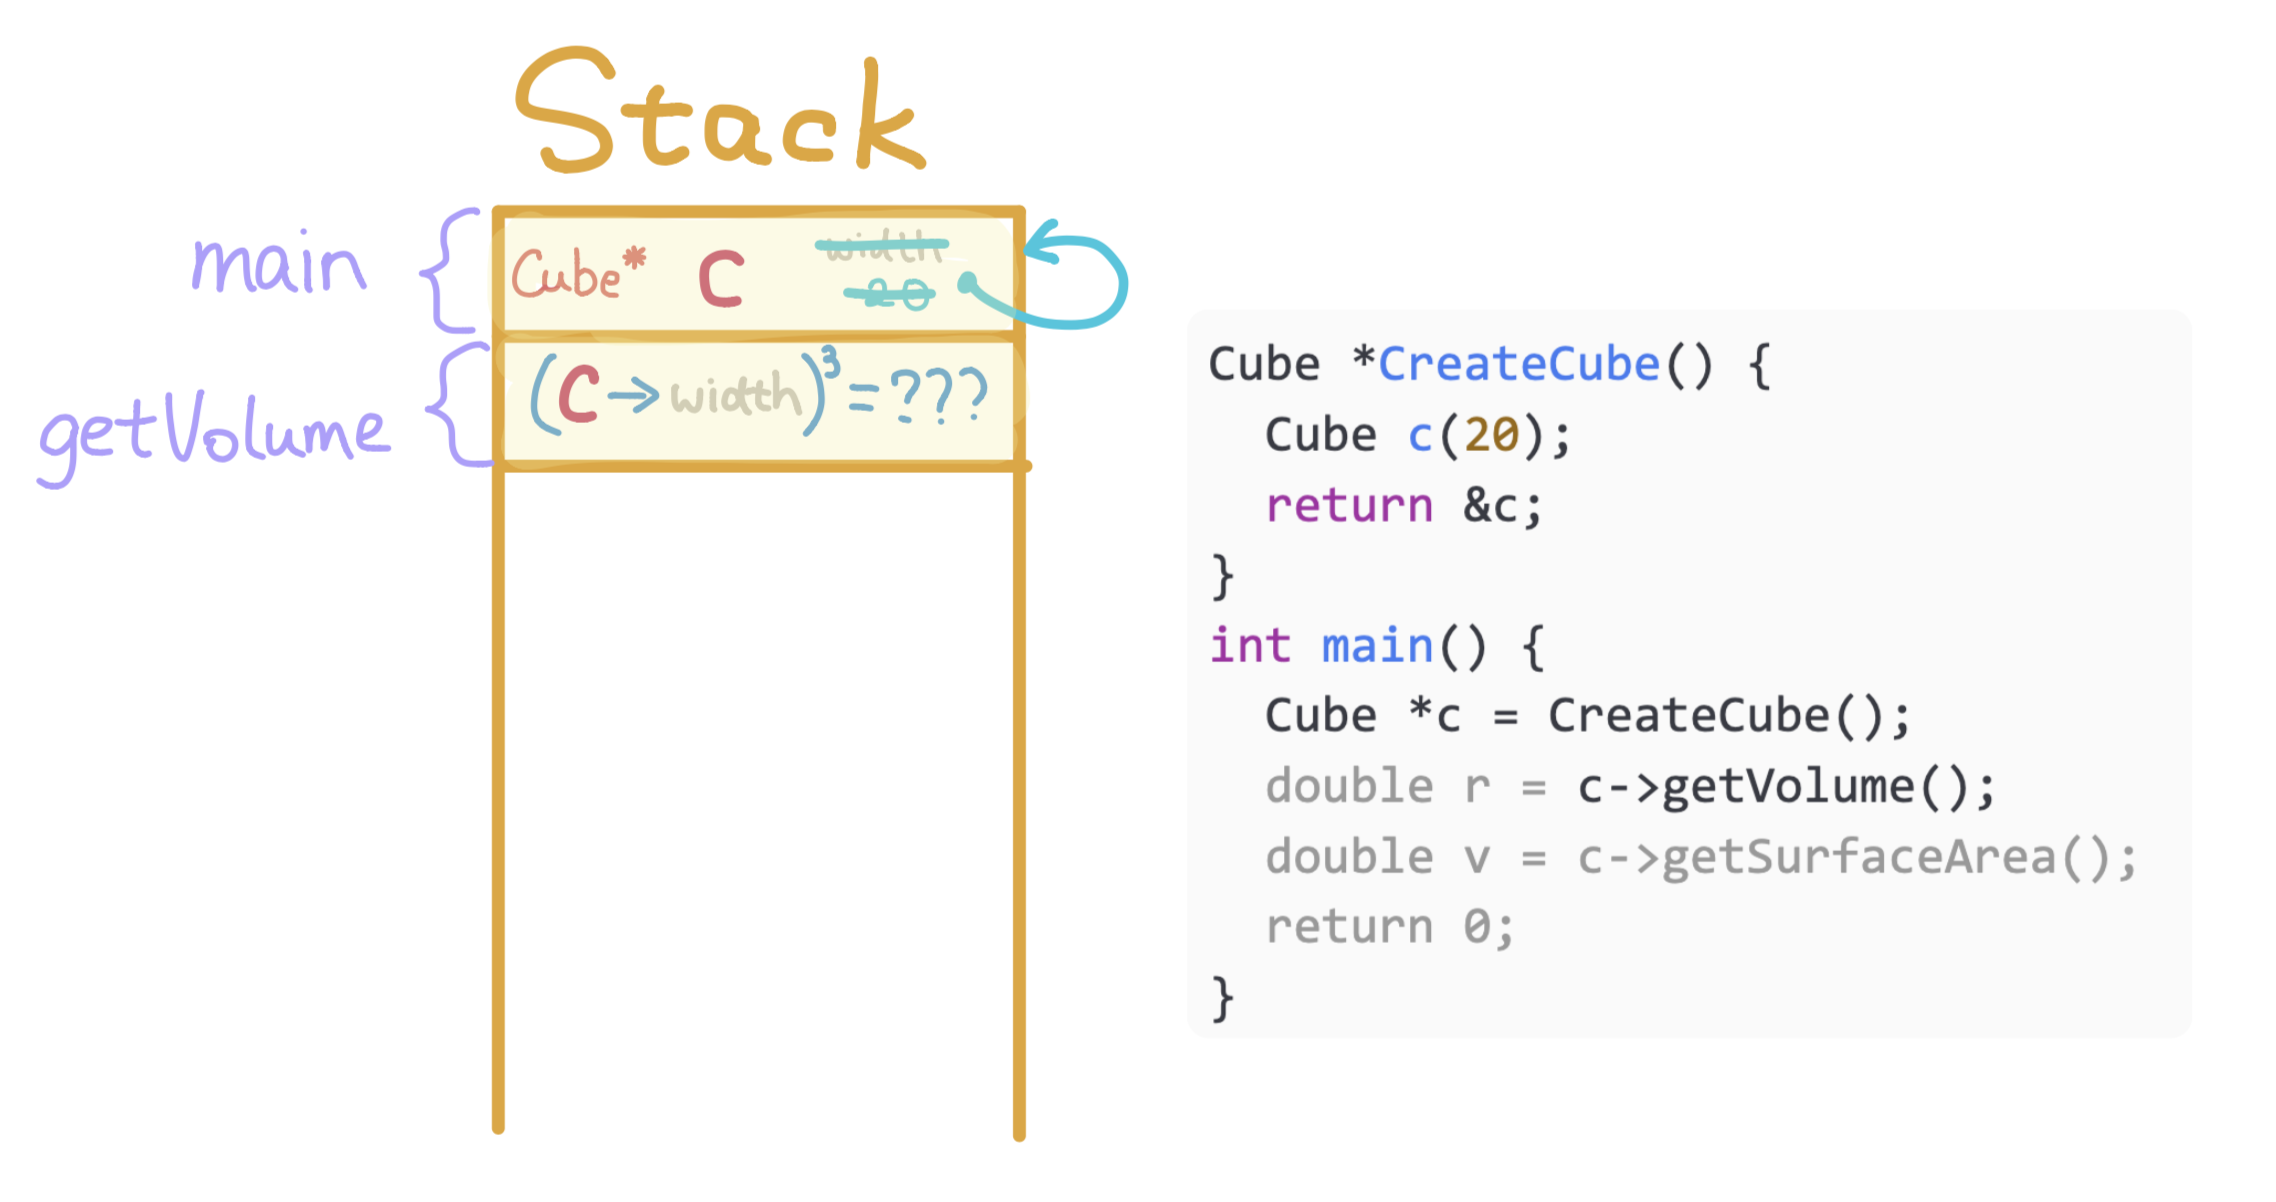 Stack
main
Cube* C width
20
getVolume
(C→width)³=???
Cube *CreateCube() {
  Cube c(20);
  return &c;
}
int main() {
  Cube *c = CreateCube();
  double r = c->getVolume();
  double v = c->getSurfaceArea();
  return 0;
}